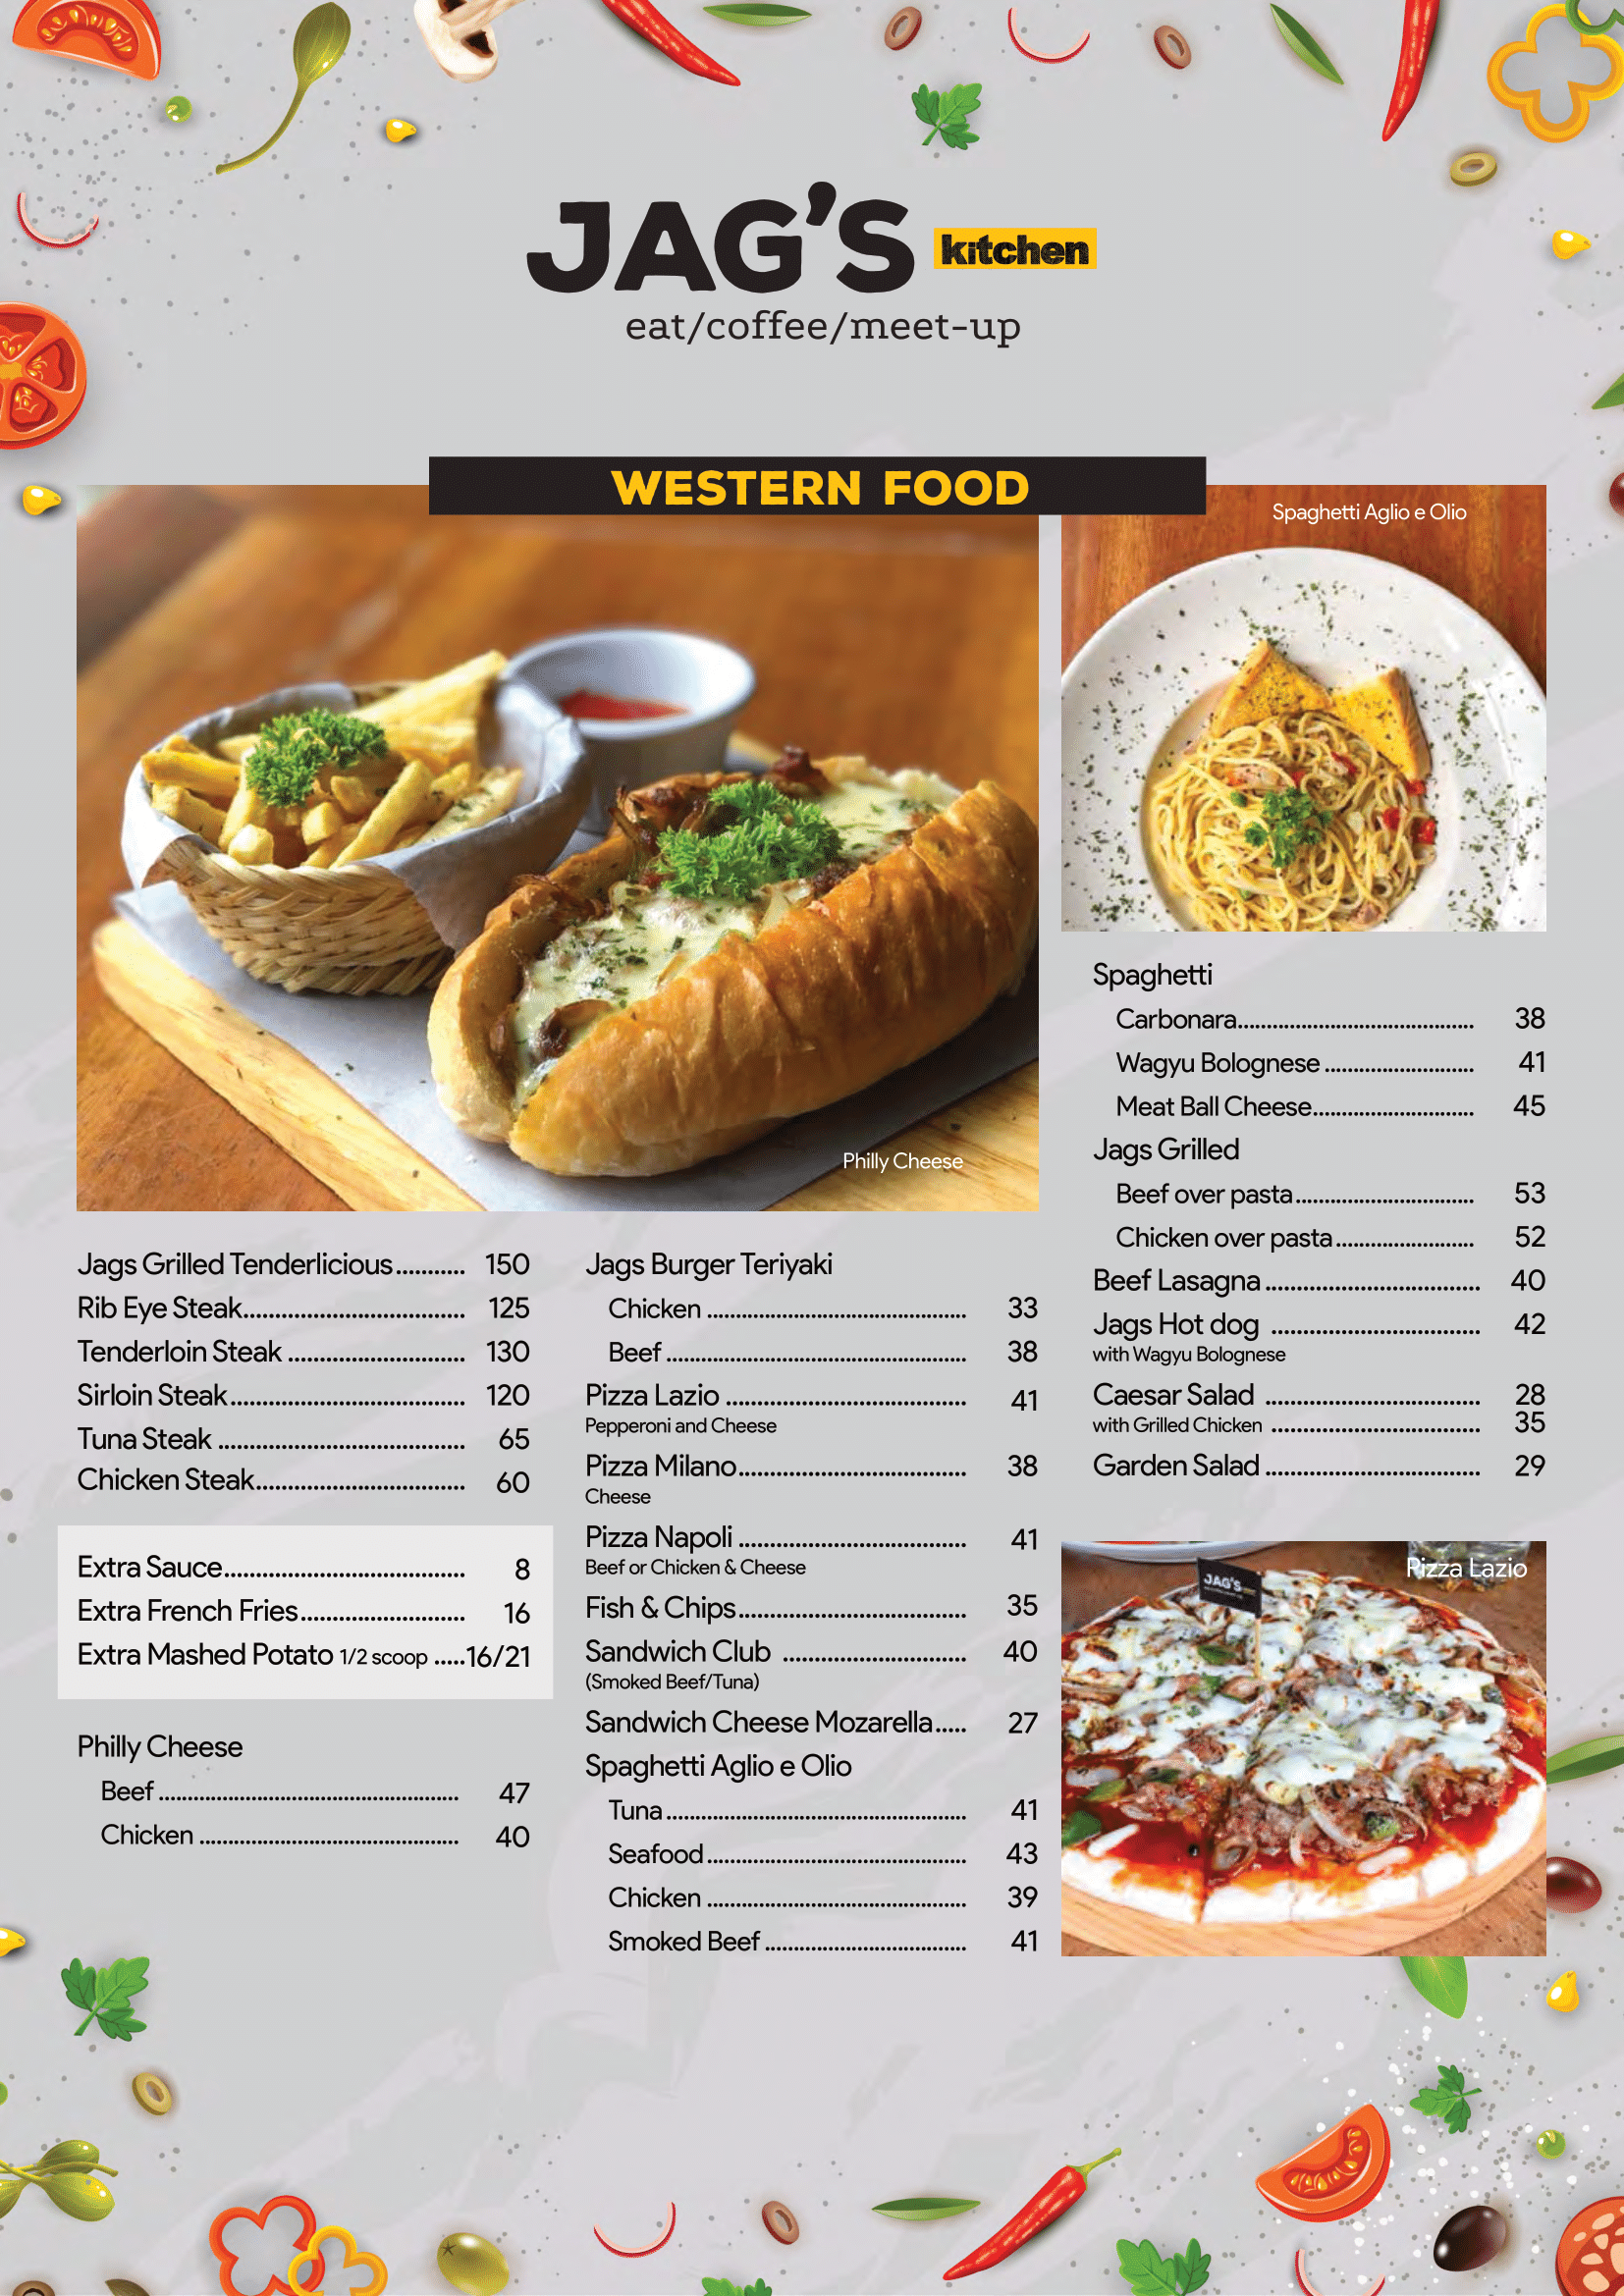 JAG'S kitchen
eat/coffee/meet-up
WESTERN FOOD
Spaghetti Aglio e Olio
Philly Cheese
Jags Grilled Tenderlicious........... 150
Rib Eye Steak...................................... 125
Tenderloin Steak .............................. 130
Sirloin Steak........................................ 120
Tuna Steak .......................................... 65
Chicken Steak.................................... 60
Extra Sauce......................................... 8
Extra French Fries............................ 16
Extra Mashed Potato 1/2 scoop .....16/21
Philly Cheese
Beef .................................................... 47
Chicken ............................................. 40
Jags Burger Teriyaki
Chicken ............................................. 33
Beef .................................................... 38
Pizza Lazio ......................................... 41
Pepperoni and Cheese
Pizza Milano....................................... 38
Cheese
Pizza Napoli ....................................... 41
Beef or Chicken & Cheese
Fish & Chips....................................... 35
Sandwich Club ............................... 40
(Smoked Beef/Tuna)
Sandwich Cheese Mozarella..... 27
Spaghetti Aglio e Olio
Tuna.................................................... 41
Seafood............................................. 43
Chicken ............................................. 39
Smoked Beef ................................... 41
Spaghetti
Carbonara......................................... 38
Wagyu Bolognese .......................... 41
Meat Ball Cheese............................ 45
Jags Grilled
Beef over pasta............................... 53
Chicken over pasta........................ 52
Beef Lasagna ..................................... 40
Jags Hot dog .................................... 42
with Wagyu Bolognese
Caesar Salad ..................................... 28
with Grilled Chicken .................................... 35
Garden Salad ..................................... 29
Pizza Lazio
JAG'S